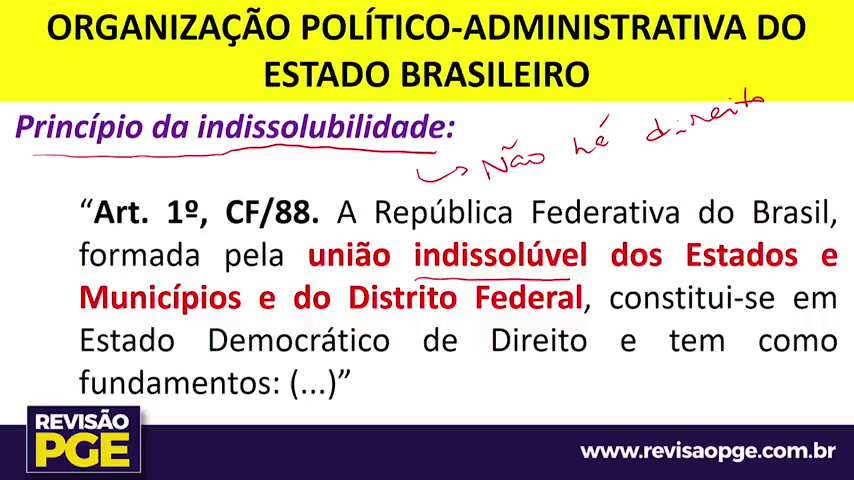 ORGANIZAÇÃO POLÍTICO-ADMINISTRATIVA DO
ESTADO BRASILEIRO
Princípio da indissolubilidade:
Não há direito
“Art. 1º, CF/88. A República Federativa do Brasil,
formada pela união indissolúvel dos Estados e
Municípios e do Distrito Federal, constitui-se em
Estado Democrático de Direito e tem como
fundamentos: (...)”
REVISÃO
PGE
www.revisaopge.com.br